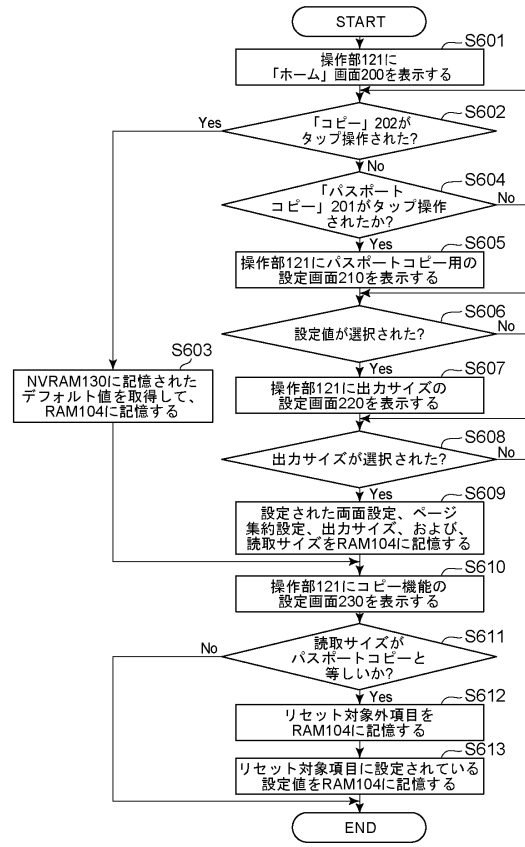 START
S601
操作部121に
「ホーム」画面200を表示する
S602
Yes
「コピー」202が
タップ操作された?
No
S604
「パスポート
コピー」201がタップ操作
されたか?
No
Yes
S605
操作部121にパスポートコピー用の
設定画面210を表示する
S606
設定値が選択された?
No
Yes
S603
NVRAM130に記憶された
デフォルト値を取得して、
RAM104に記憶する
S607
操作部121に出力サイズの
設定画面220を表示する
S608
出力サイズが選択された?
No
Yes
S609
設定された両面設定、ページ
集約設定、出力サイズ、および、
読取サイズをRAM104に記憶する
S610
操作部121にコピー機能の
設定画面230を表示する
S611
No
読取サイズが
パスポートコピーと
等しいか?
Yes
S612
リセット対象外項目を
RAM104に記憶する
S613
リセット対象項目に設定されている
設定値をRAM104に記憶する
END